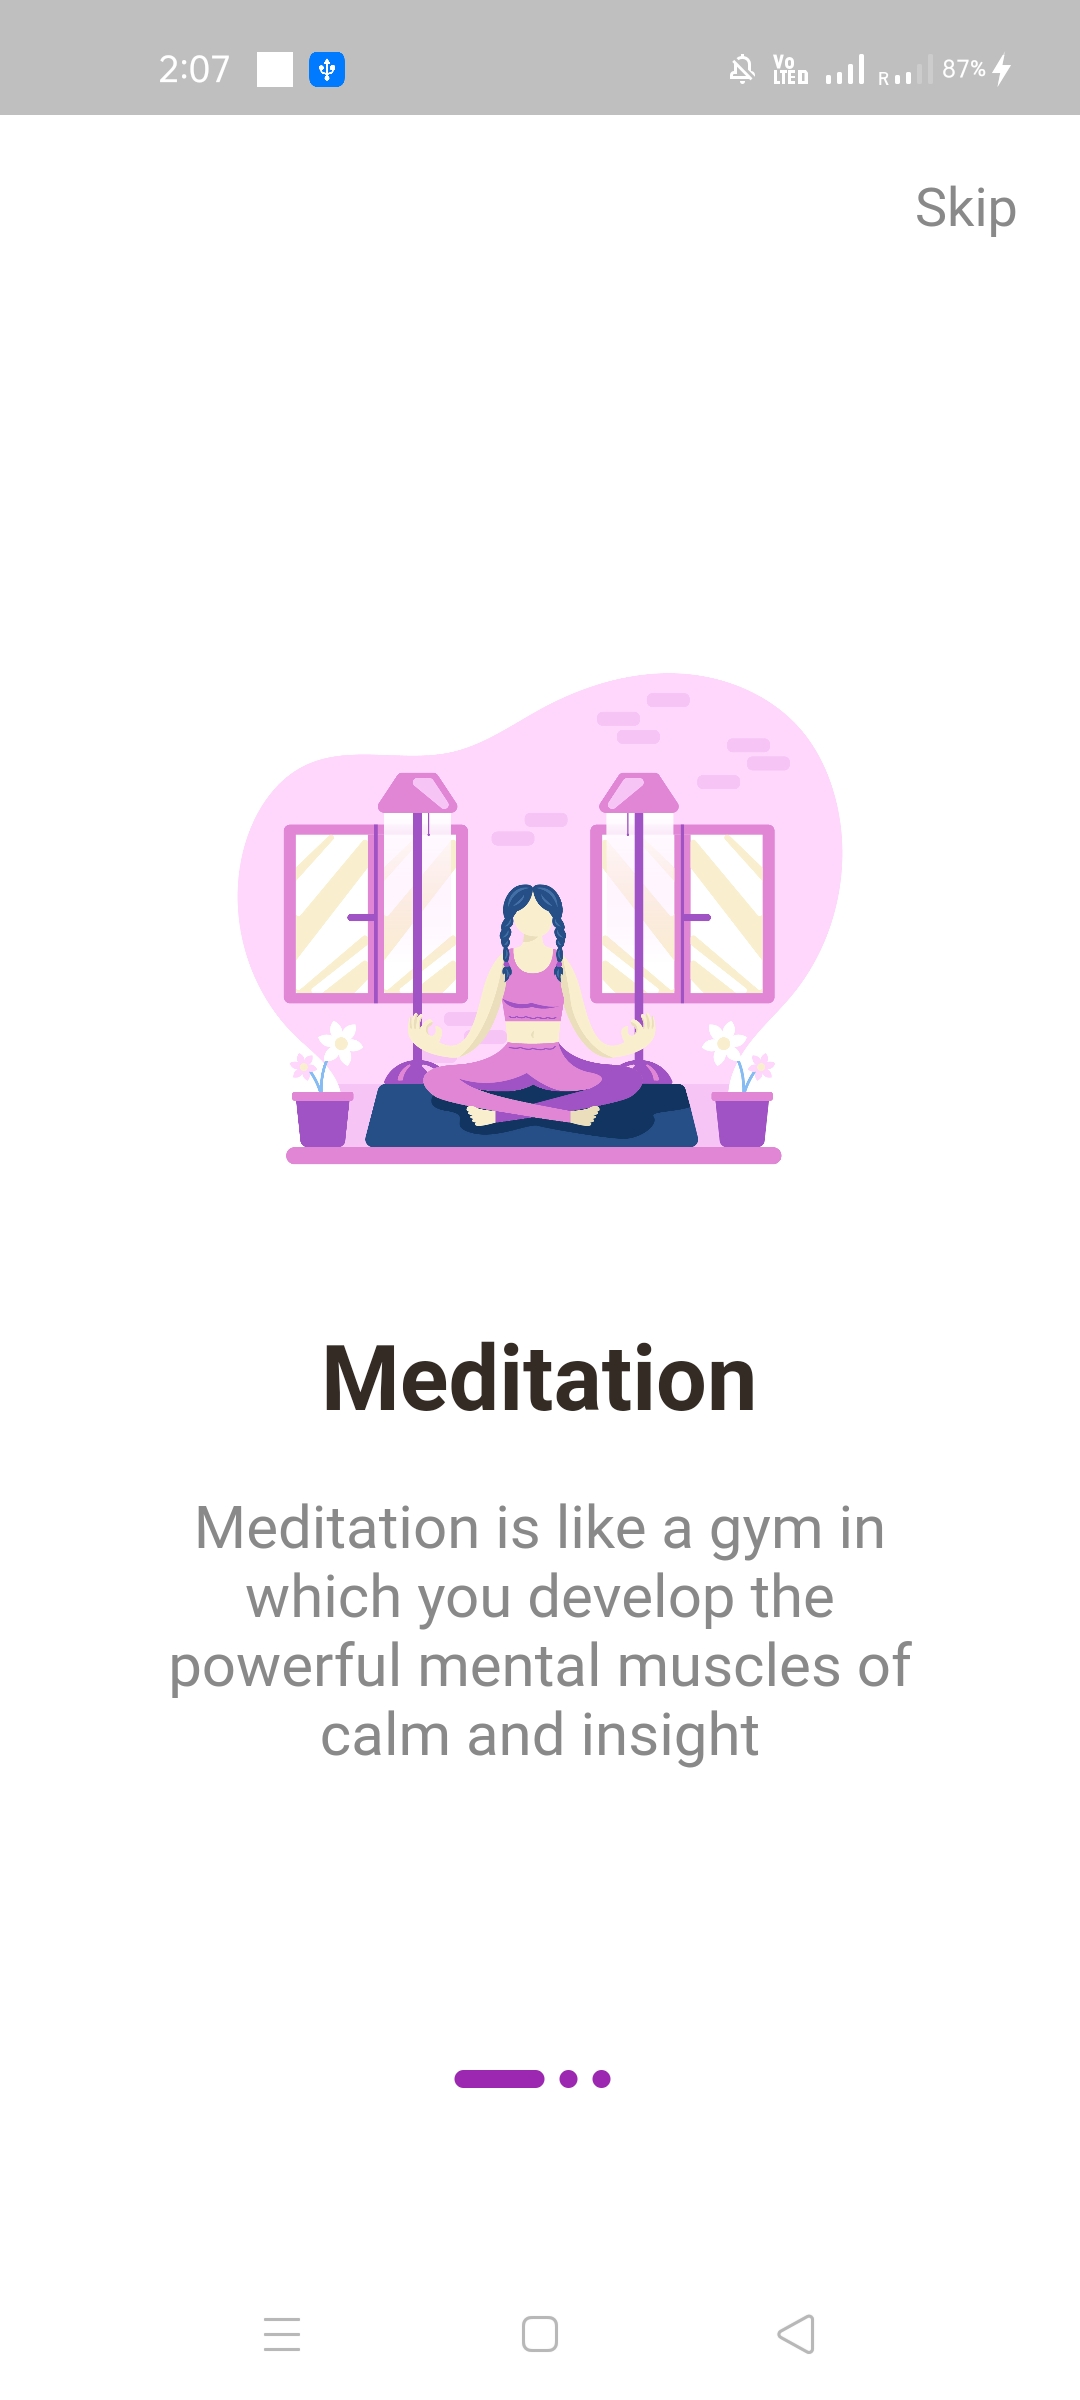 2:07 Vo LTED R 87%
Skip
Meditation
Meditation is like a gym in
which you develop the
powerful mental muscles of
calm and insight